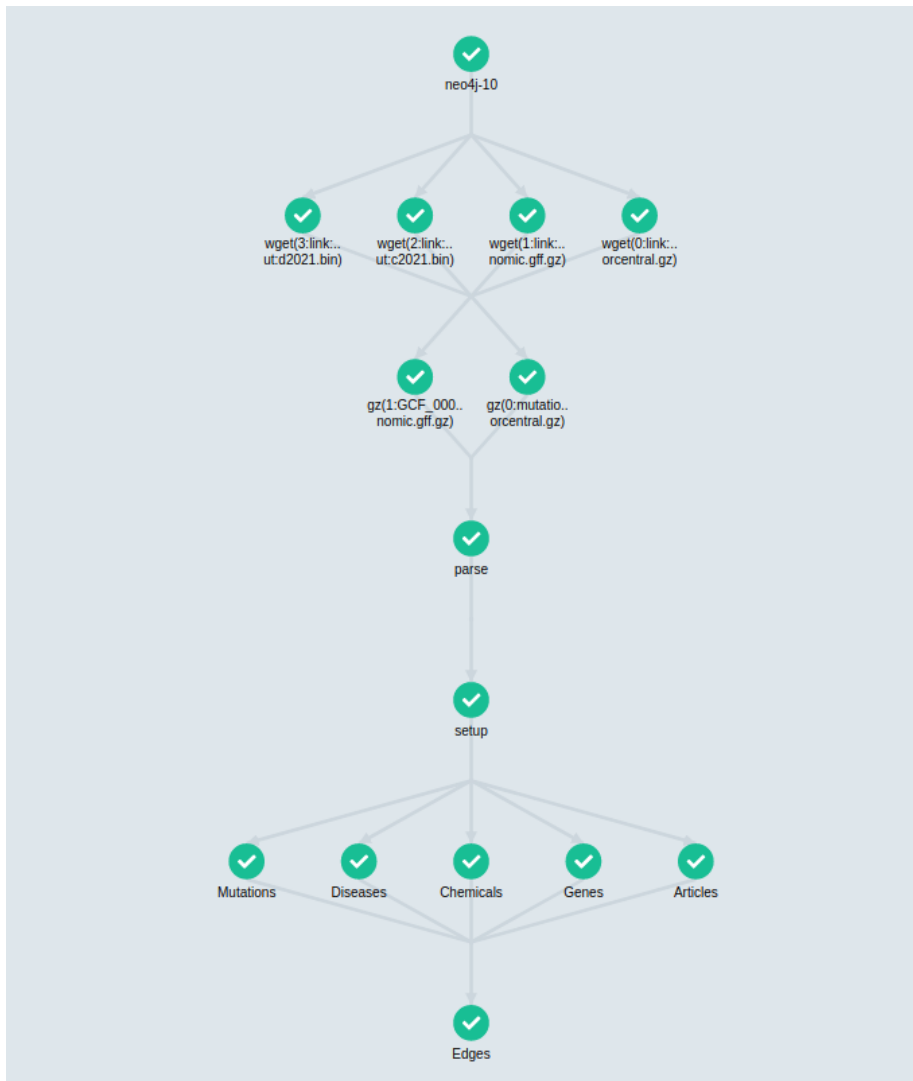 neo4j-10
wget(3:link:..
ut:d2021.bin)
wget(2:link:..
ut:c2021.bin)
wget(1:link:..
nomic.gff.gz)
wget(0:link:..
orcentral.gz)
gz(1:GCF_000..
nomic.gff.gz)
gz(0:mutatio..
orcentral.gz)
parse
setup
Mutations
Diseases
Chemicals
Genes
Articles
Edges